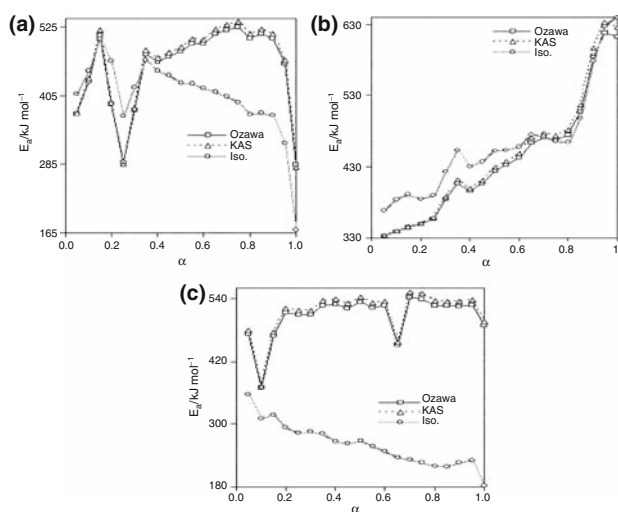 (a)
525
405
285
165
Eₐ/kJ mol⁻¹
Ozawa
KAS
Iso.
0.0 0.2 0.4 0.6 0.8 1.0
α
(b)
630
530
430
330
Eₐ/kJ mol⁻¹
Ozawa
KAS
Iso.
0.0 0.2 0.4 0.6 0.8 1.0
α
(c)
540
420
300
180
Eₐ/kJ mol⁻¹
Ozawa
KAS
Iso.
0.0 0.2 0.4 0.6 0.8 1.0
α